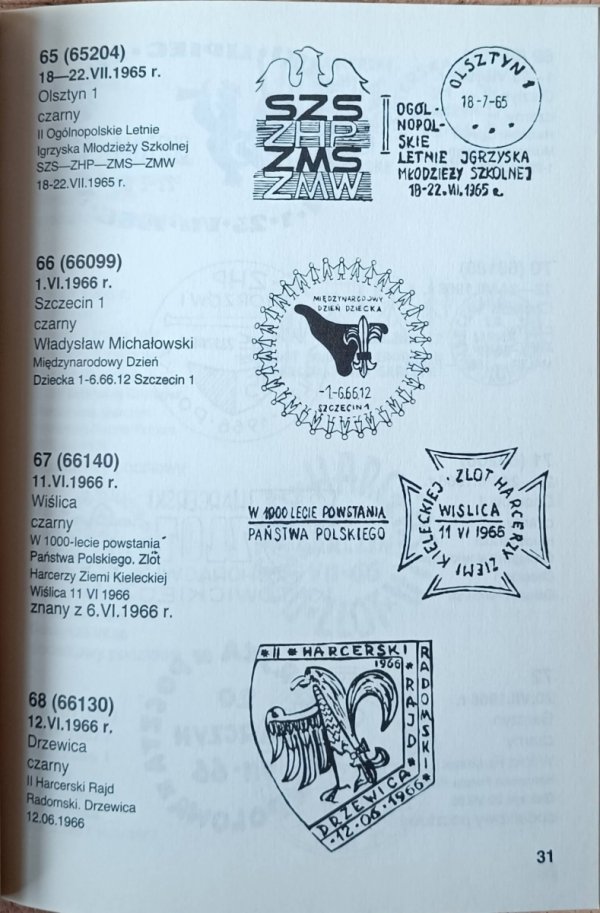 65 (65204)
18—22.VII.1965 r.
Olsztyn 1
czarny
II Ogólnopolskie Letnie
Igrzyska Młodzieży Szkolnej
SZS—ZHP—ZMS—ZMW
18-22.VII.1965 r.
SZS
ZHP
ZMS
ZMW
OLSZTYN 1
18-7-65
II OGÓL-
NOPOL-
SKIE
LETNIE IGRZYSKA
MŁODZIEŻY SZKOLNEJ
18-22.VII.1965 r.
66 (66099)
1.VI.1966 r.
Szczecin 1
czarny
Władysław Michałowski
Międzynarodowy Dzień
Dziecka 1-6.66.12 Szczecin 1
MIĘDZYNARODOWY
DZIEŃ DZIECKA
-1-6.66.12
SZCZECIN 1
67 (66140)
11.VI.1966 r.
Wiślica
czarny
W 1000-lecie powstania
Państwa Polskiego. Zlot
Harcerzy Ziemi Kieleckiej
Wiślica 11 VI 1966
znany z 6.VI.1966 r.
W 1000 LECIE POWSTANIA
PAŃSTWA POLSKIEGO
ZLOT HARCERZY ZIEMI KIELECKIEJ
WIŚLICA
11 VI 1966
68 (66130)
12.VI.1966 r.
Drzewica
czarny
II Harcerski Rajd
Radomski. Drzewica
12.06.1966
II HARCERSKI
RAJD
RADOMSKI
1966
DRZEWICA
-12-06-1966
31